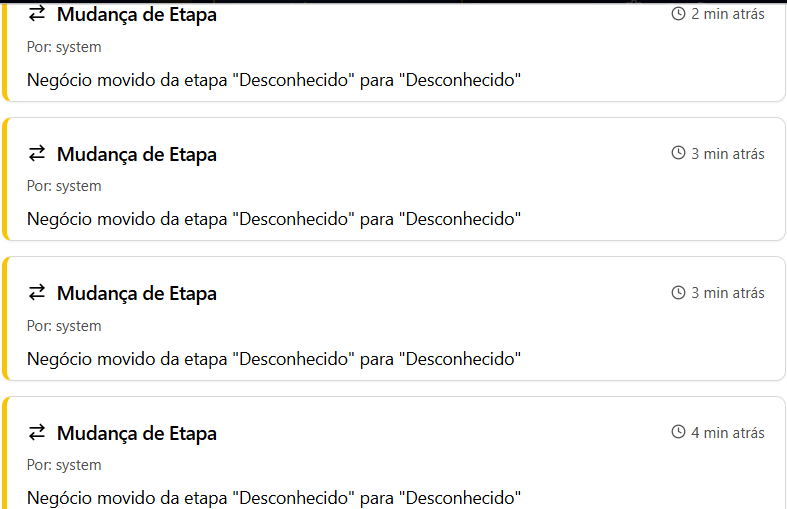 Mudança de Etapa 2 min atrás
Por: system
Negócio movido da etapa "Desconhecido" para "Desconhecido"
Mudança de Etapa 3 min atrás
Por: system
Negócio movido da etapa "Desconhecido" para "Desconhecido"
Mudança de Etapa 3 min atrás
Por: system
Negócio movido da etapa "Desconhecido" para "Desconhecido"
Mudança de Etapa 4 min atrás
Por: system
Negócio movido da etapa "Desconhecido" para "Desconhecido"